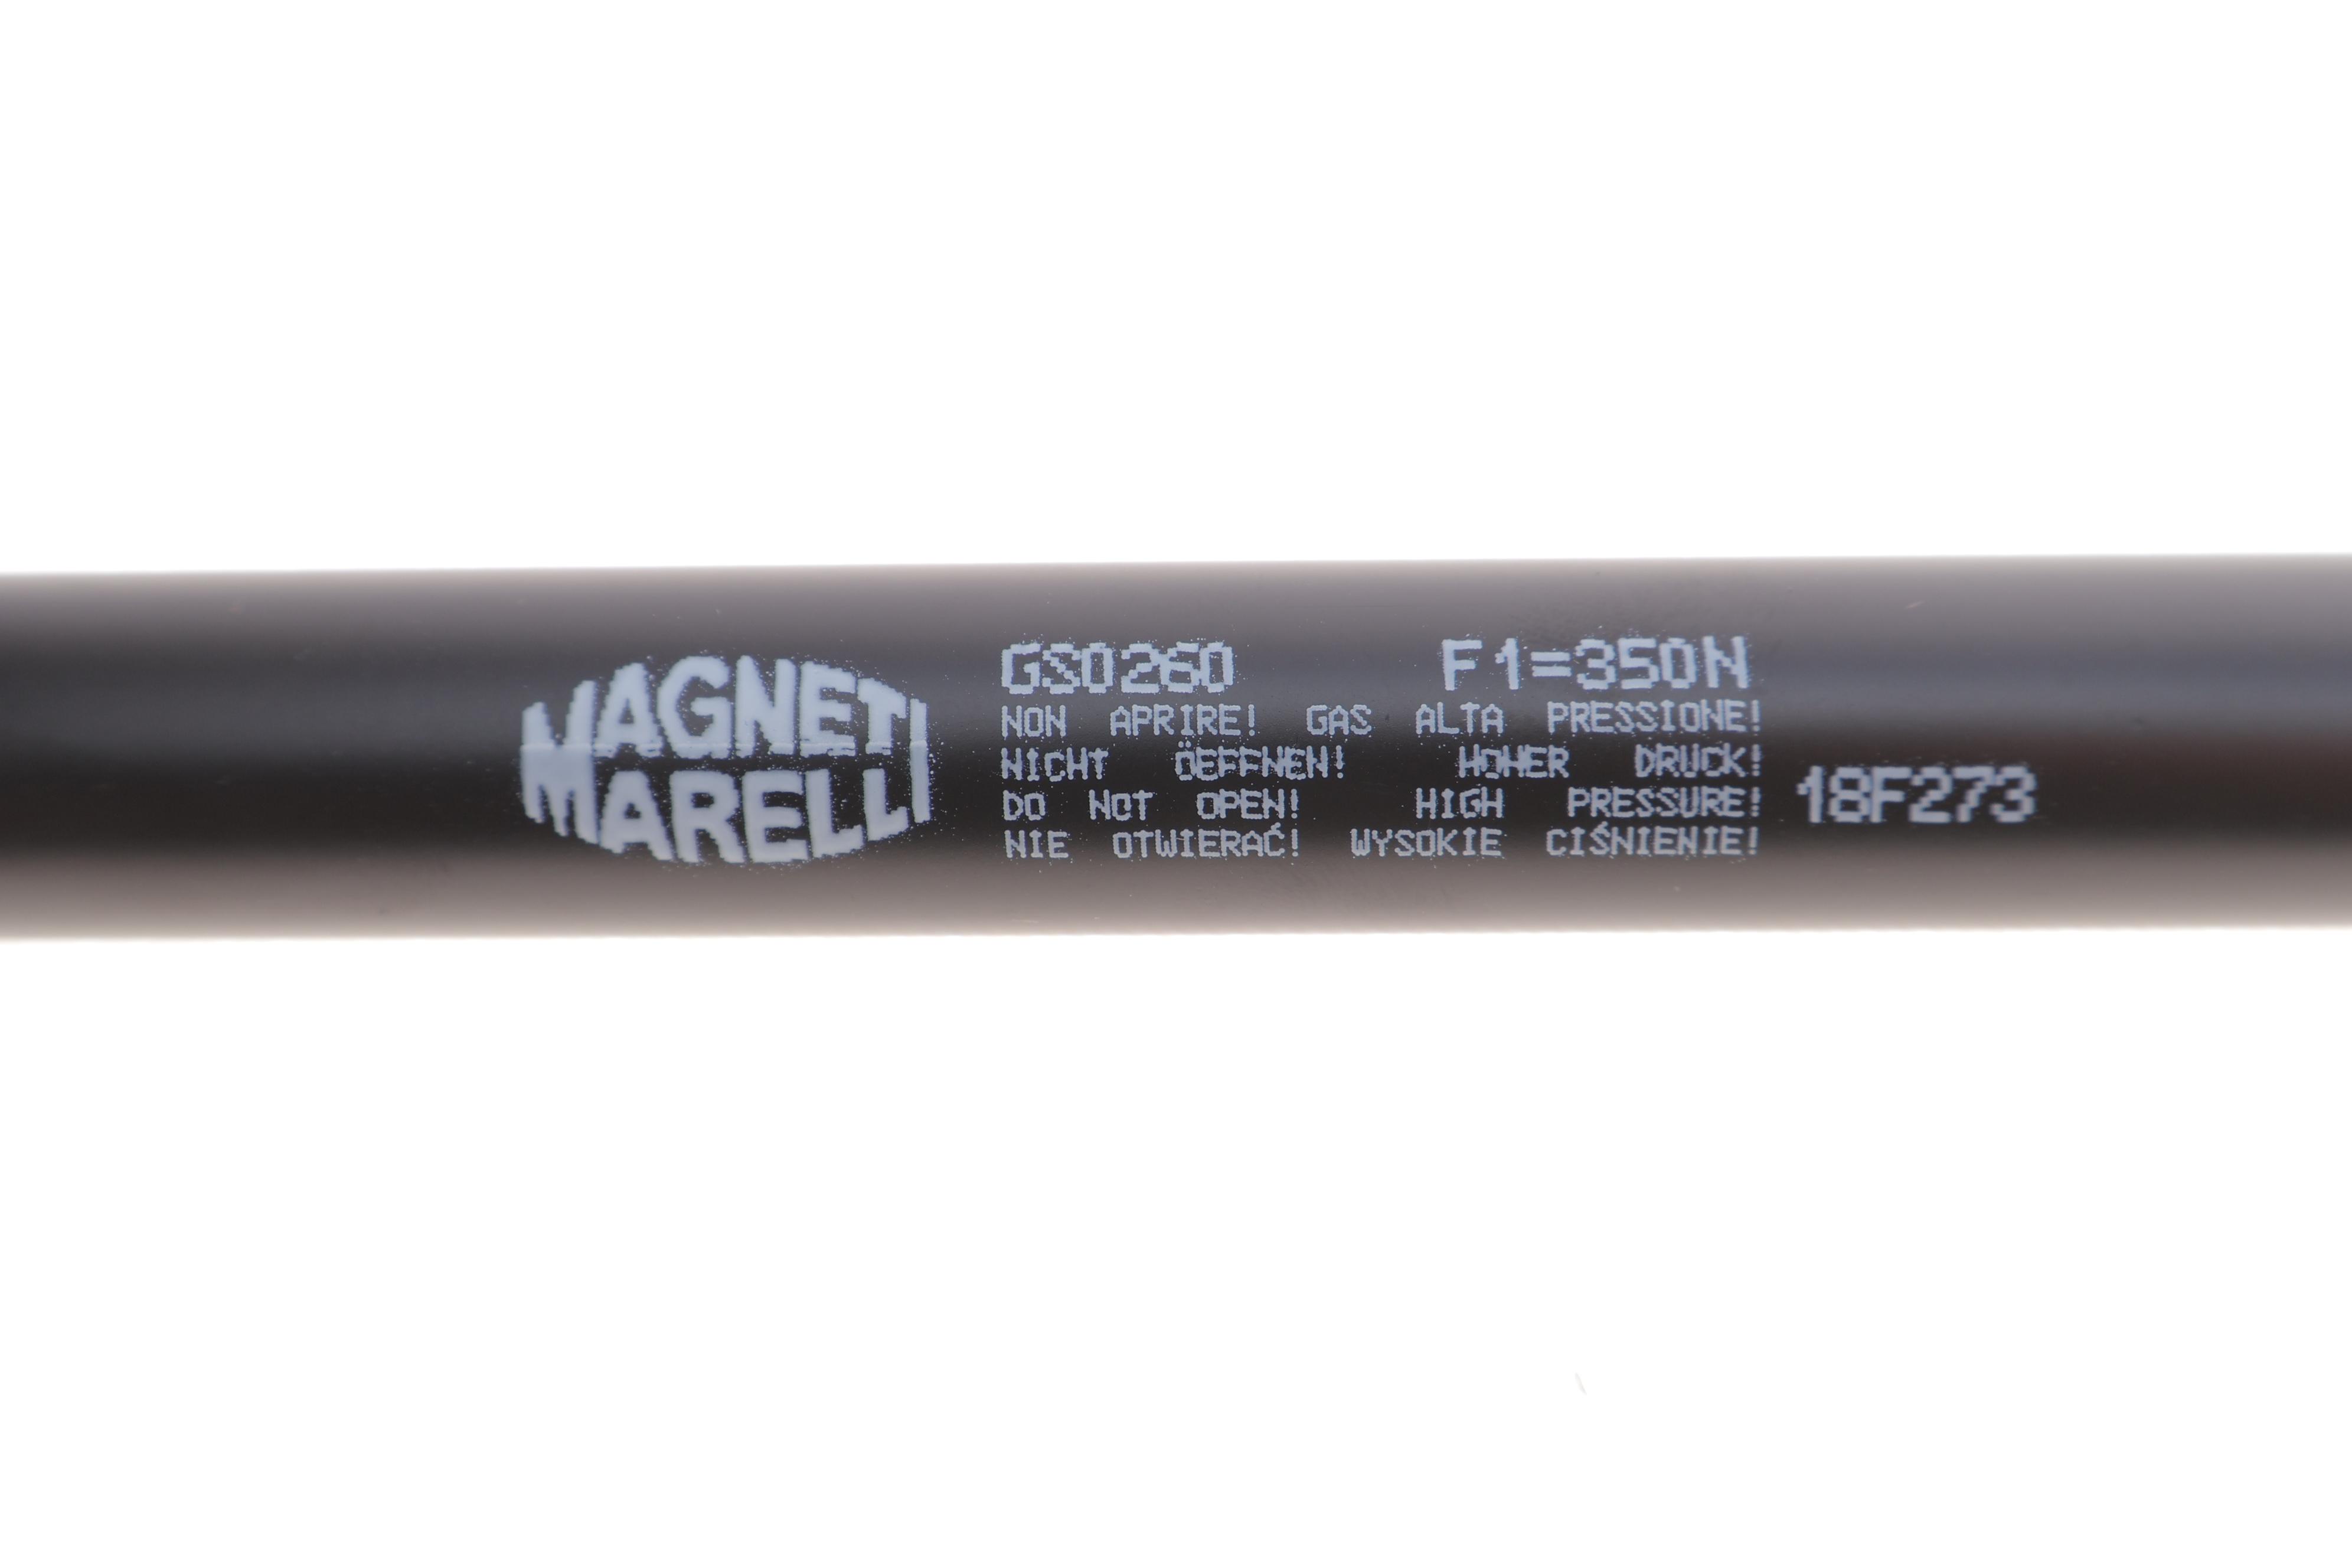 MAGNETI
MARELLI
GS0260 F1=350N
NON APRIRE! GAS ALTA PRESSIONE!
NICHT ÖEFFNEN! HOHER DRUCK!
DO NOT OPEN! HIGH PRESSURE!
NIE OTWIERAĆ! WYSOKIE CIŚNIENIE!
18F273